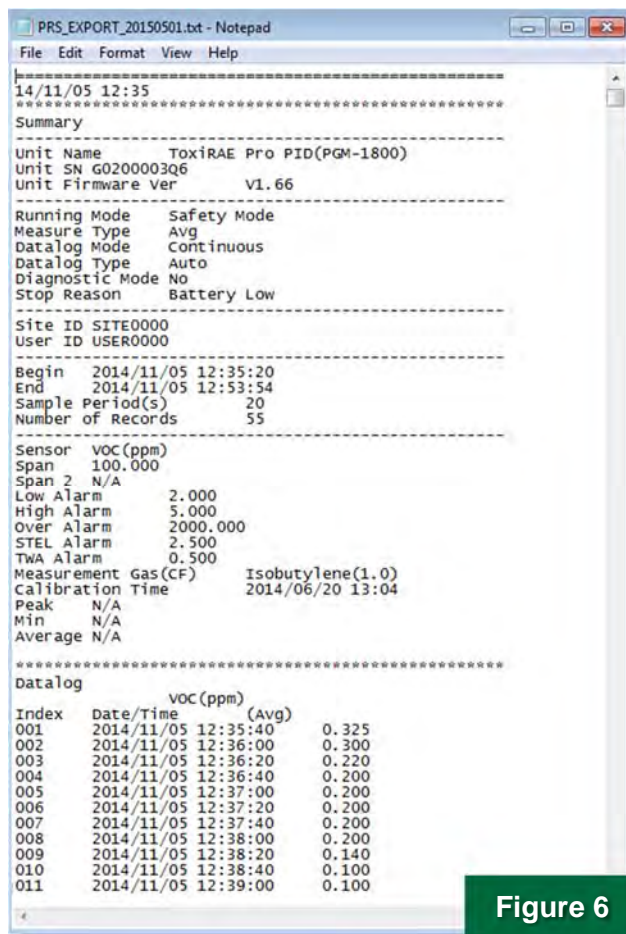 PRS_EXPORT_20150501.txt - Notepad
File Edit Format View Help
=====================================================
14/11/05 12:35
*****************************************************
Summary
-----------------------------------------------------
Unit Name ToxiRAE Pro PID(PGM-1800)
Unit SN G0200003Q6
Unit Firmware Ver V1.66
-----------------------------------------------------
Running Mode Safety Mode
Measure Type Avg
Datalog Mode Continuous
Datalog Type Auto
Diagnostic Mode No
Stop Reason Battery Low
-----------------------------------------------------
Site ID SITE0000
User ID USER0000
-----------------------------------------------------
Begin 2014/11/05 12:35:20
End 2014/11/05 12:53:54
Sample Period(s) 20
Number of Records 55
-----------------------------------------------------
Sensor VOC(ppm)
Span 100.000
Span 2 N/A
Low Alarm 2.000
High Alarm 5.000
Over Alarm 2000.000
STEL Alarm 2.500
TWA Alarm 0.500
Measurement Gas(CF) Isobutylene(1.0)
Calibration Time 2014/06/20 13:04
Peak N/A
Min N/A
Average N/A
*****************************************************
Datalog
VOC(ppm)
Index Date/Time (Avg)
001 2014/11/05 12:35:40 0.325
002 2014/11/05 12:36:00 0.300
003 2014/11/05 12:36:20 0.220
004 2014/11/05 12:36:40 0.200
005 2014/11/05 12:37:00 0.200
006 2014/11/05 12:37:20 0.200
007 2014/11/05 12:37:40 0.200
008 2014/11/05 12:38:00 0.200
009 2014/11/05 12:38:20 0.140
010 2014/11/05 12:38:40 0.100
011 2014/11/05 12:39:00 0.100
Figure 6